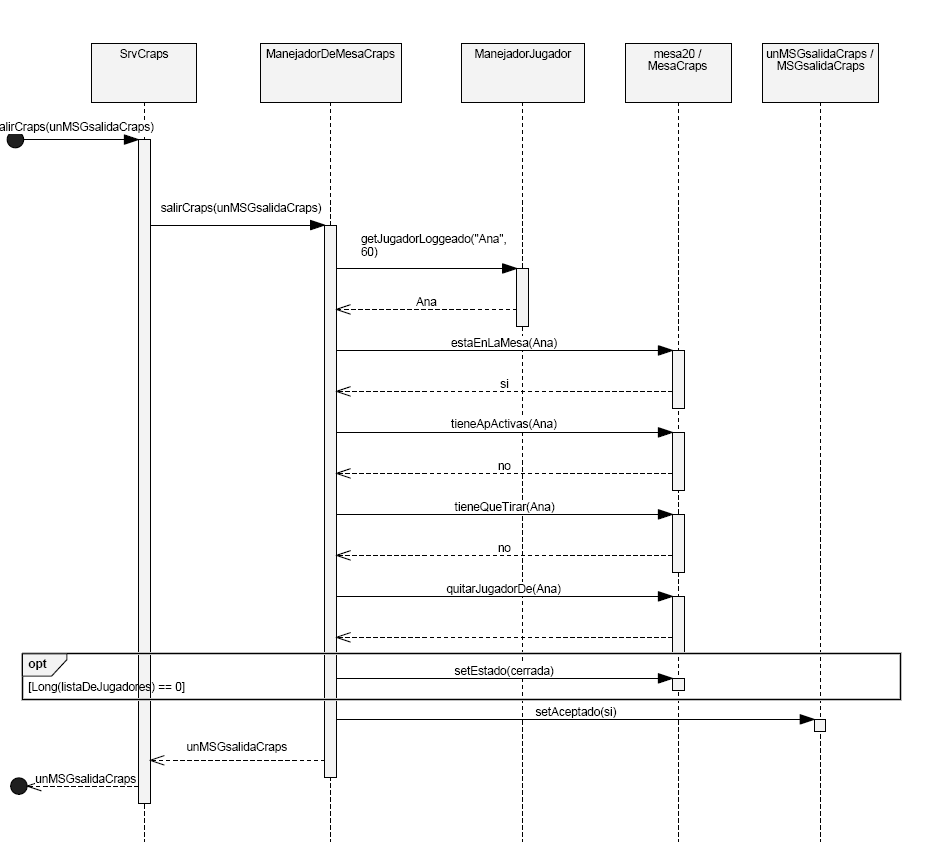 SrvCraps
ManejadorDeMesaCraps
ManejadorJugador
mesa20 /
MesaCraps
unMSGsalidaCraps /
MSGsalidaCraps
alirCraps(unMSGsalidaCraps)
salirCraps(unMSGsalidaCraps)
getJugadorLoggeado("Ana",
60)
Ana
estaEnLaMesa(Ana)
si
tieneApActivas(Ana)
no
tieneQueTirar(Ana)
no
quitarJugadorDe(Ana)
opt
setEstado(cerrada)
[Long(listaDeJugadores) == 0]
setAceptado(si)
unMSGsalidaCraps
unMSGsalidaCraps